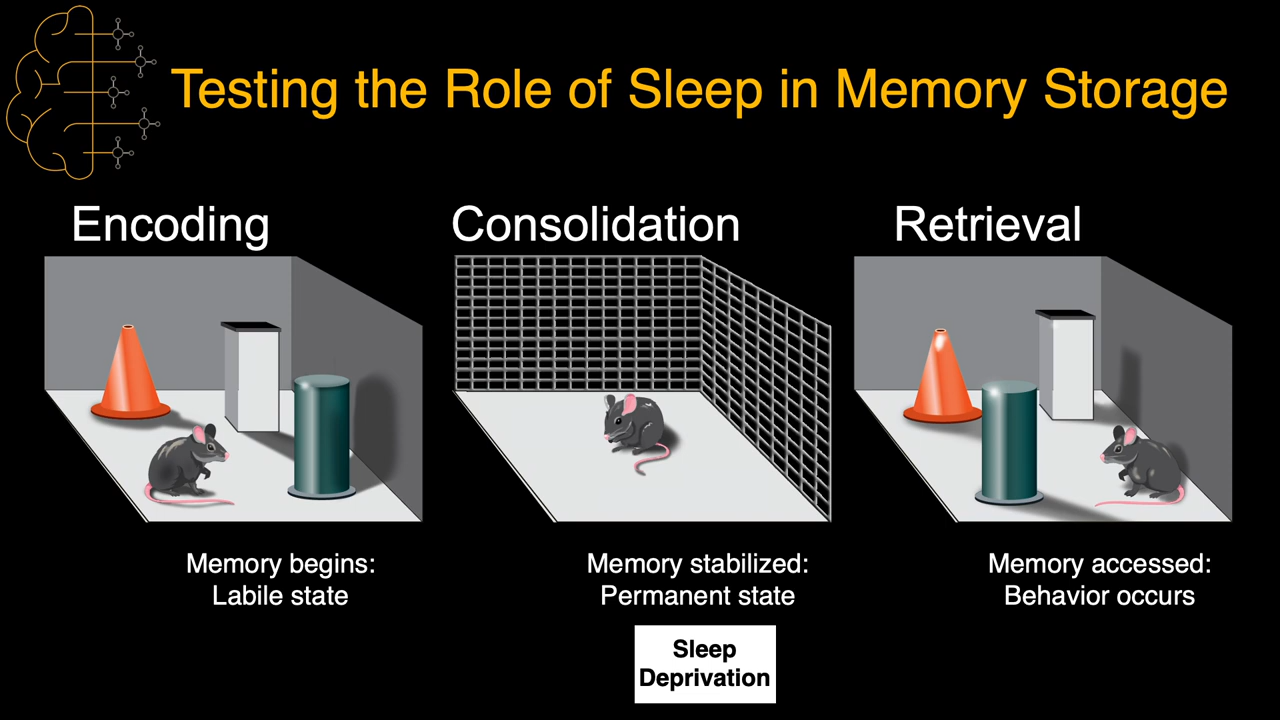 Testing the Role of Sleep in Memory Storage
Encoding
Consolidation
Retrieval
Memory begins:
Labile state
Memory stabilized:
Permanent state
Memory accessed:
Behavior occurs
Sleep
Deprivation